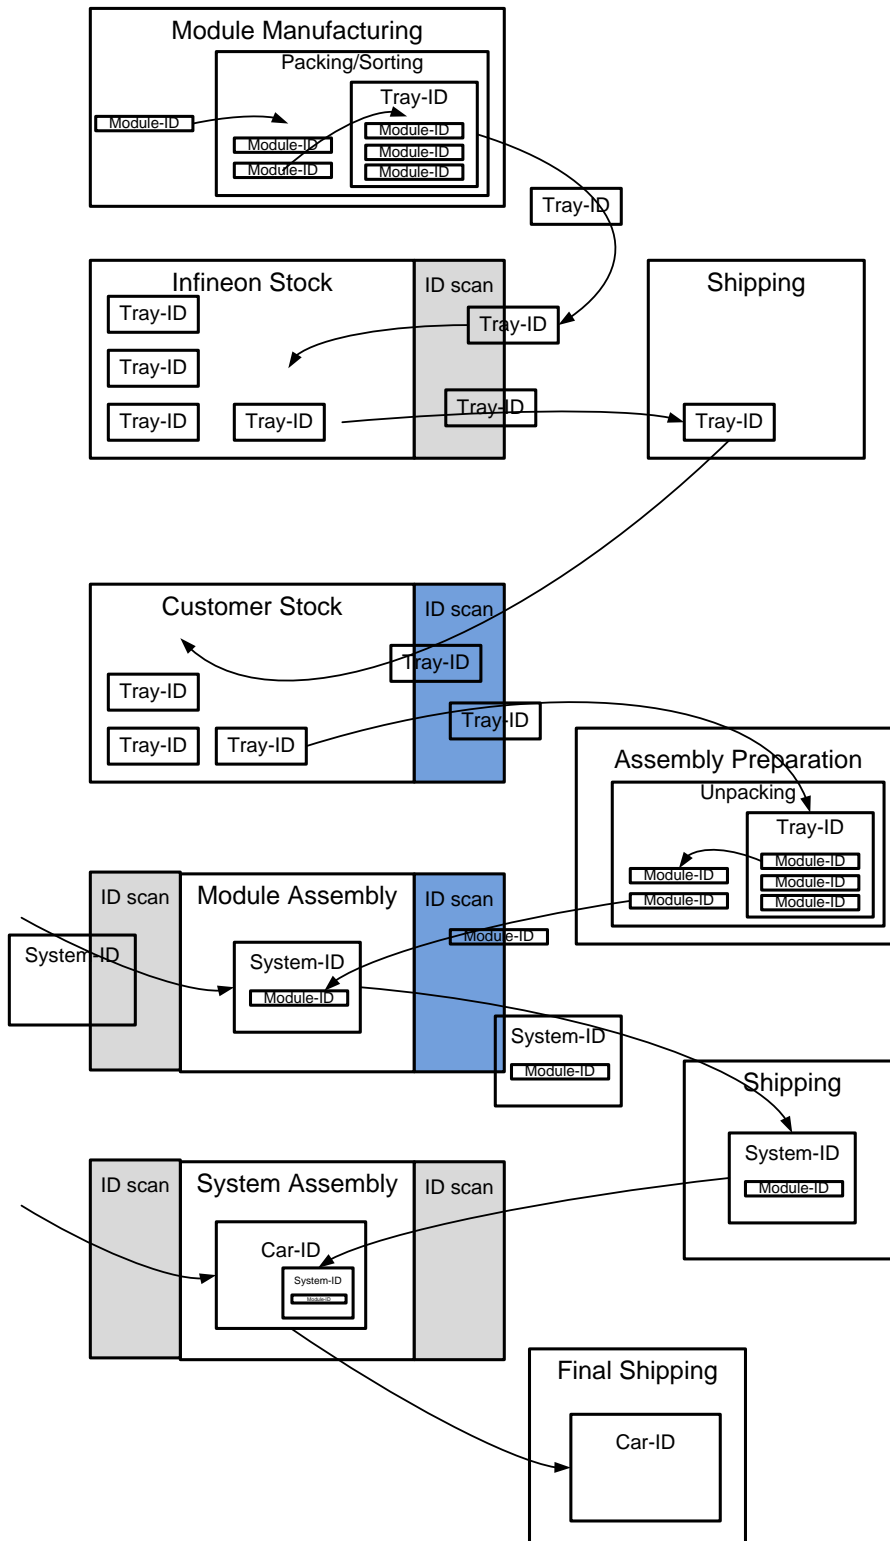 Module Manufacturing
Packing/Sorting
Tray-ID
Module-ID
Module-ID
Module-ID
Module-ID
Module-ID
Module-ID
Tray-ID
Infineon Stock
ID scan
Shipping
Tray-ID
Tray-ID
Tray-ID
Tray-ID
Tray-ID
Tray-ID
Tray-ID
Tray-ID
Customer Stock
ID scan
Tray-ID
Tray-ID
Tray-ID
Tray-ID
Tray-ID
Assembly Preparation
Unpacking
Tray-ID
Module-ID
Module-ID
Module-ID
Module-ID
Module-ID
ID scan
Module Assembly
ID scan
Module-ID
System-ID
System-ID
Module-ID
System-ID
Module-ID
Shipping
System-ID
Module-ID
ID scan
System Assembly
ID scan
Car-ID
System-ID
Module-ID
Final Shipping
Car-ID